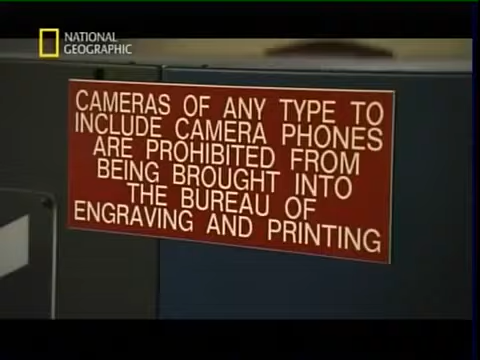 NATIONAL
GEOGRAPHIC
CAMERAS OF ANY TYPE TO
INCLUDE CAMERA PHONES
ARE PROHIBITED FROM
BEING BROUGHT INTO
THE BUREAU OF
ENGRAVING AND PRINTING